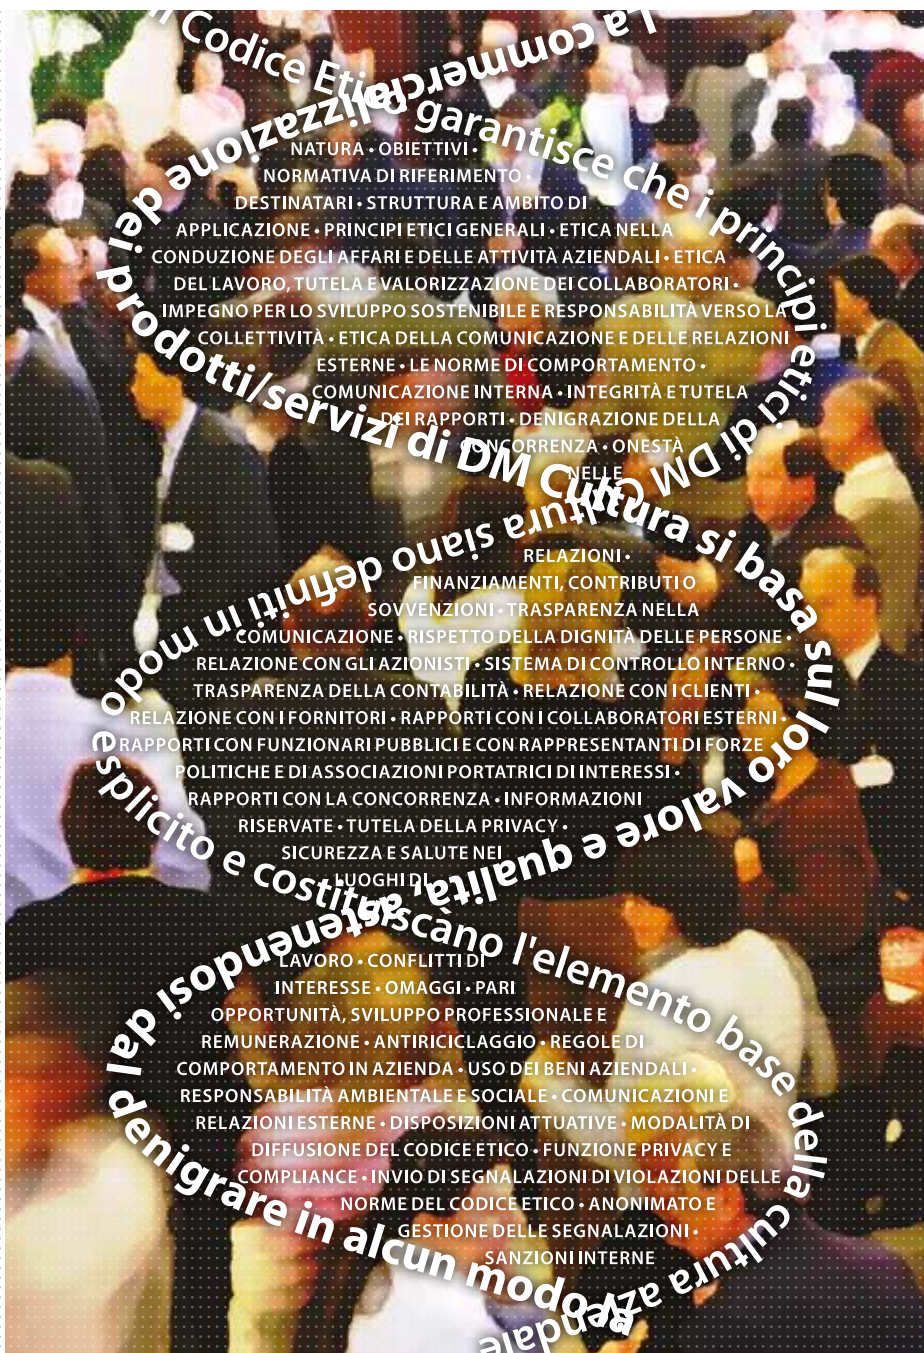 Il Codice Etico garantisce che i principi etici di DM Cultura siano definiti in modo esplicito e costituiscano l'elemento base della cultura aziendale
La commercializzazione dei prodotti/servizi di DM Cultura si basa sul loro valore e qualità, astenendosi dal denigrare in alcun modo la
NATURA • OBIETTIVI •
NORMATIVA DI RIFERIMENTO •
DESTINATARI • STRUTTURA E AMBITO DI
APPLICAZIONE • PRINCIPI ETICI GENERALI • ETICA NELLA
CONDUZIONE DEGLI AFFARI E DELLE ATTIVITÀ AZIENDALI • ETICA
DEL LAVORO, TUTELA E VALORIZZAZIONE DEI COLLABORATORI •
IMPEGNO PER LO SVILUPPO SOSTENIBILE E RESPONSABILITÀ VERSO LA
COLLETTIVITÀ • ETICA DELLA COMUNICAZIONE E DELLE RELAZIONI
ESTERNE • LE NORME DI COMPORTAMENTO •
COMUNICAZIONE INTERNA • INTEGRITÀ E TUTELA
DEI RAPPORTI • DENIGRAZIONE DELLA
CONCORRENZA • ONESTÀ
NELLE
RELAZIONI •
FINANZIAMENTI, CONTRIBUTI O
SOVVENZIONI • TRASPARENZA NELLA
COMUNICAZIONE • RISPETTO DELLA DIGNITÀ DELLE PERSONE •
RELAZIONE CON GLI AZIONISTI • SISTEMA DI CONTROLLO INTERNO •
TRASPARENZA DELLA CONTABILITÀ • RELAZIONE CON I CLIENTI •
RELAZIONE CON I FORNITORI • RAPPORTI CON I COLLABORATORI ESTERNI •
RAPPORTI CON FUNZIONARI PUBBLICI E CON RAPPRESENTANTI DI FORZE
POLITICHE E DI ASSOCIAZIONI PORTATRICI DI INTERESSI •
RAPPORTI CON LA CONCORRENZA • INFORMAZIONI
RISERVATE • TUTELA DELLA PRIVACY •
SICUREZZA E SALUTE NEI
LUOGHI DI
LAVORO • CONFLITTI DI
INTERESSE • OMAGGI • PARI
OPPORTUNITÀ, SVILUPPO PROFESSIONALE E
REMUNERAZIONE • ANTIRICICLAGGIO • REGOLE DI
COMPORTAMENTO IN AZIENDA • USO DEI BENI AZIENDALI •
RESPONSABILITÀ AMBIENTALE E SOCIALE • COMUNICAZIONI E
RELAZIONI ESTERNE • DISPOSIZIONI ATTUATIVE • MODALITÀ DI
DIFFUSIONE DEL CODICE ETICO • FUNZIONE PRIVACY E
COMPLIANCE • INVIO DI SEGNALAZIONI DI VIOLAZIONI DELLE
NORME DEL CODICE ETICO • ANONIMATO E
GESTIONE DELLE SEGNALAZIONI •
SANZIONI INTERNE